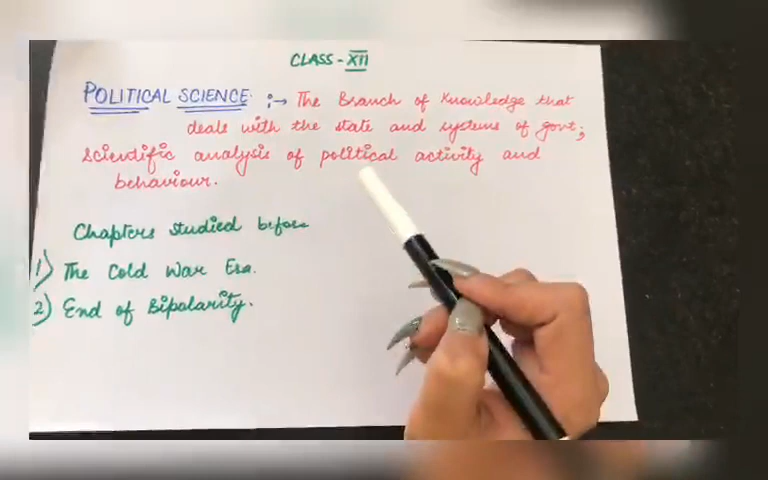 CLASS - XII
POLITICAL SCIENCE :→ The Branch of Knowledge that
deals with the state and systems of govt;
Scientific analysis of political activity and
behaviour.
Chapters studied before
1) The Cold War Era.
2) End of Bipolarity.